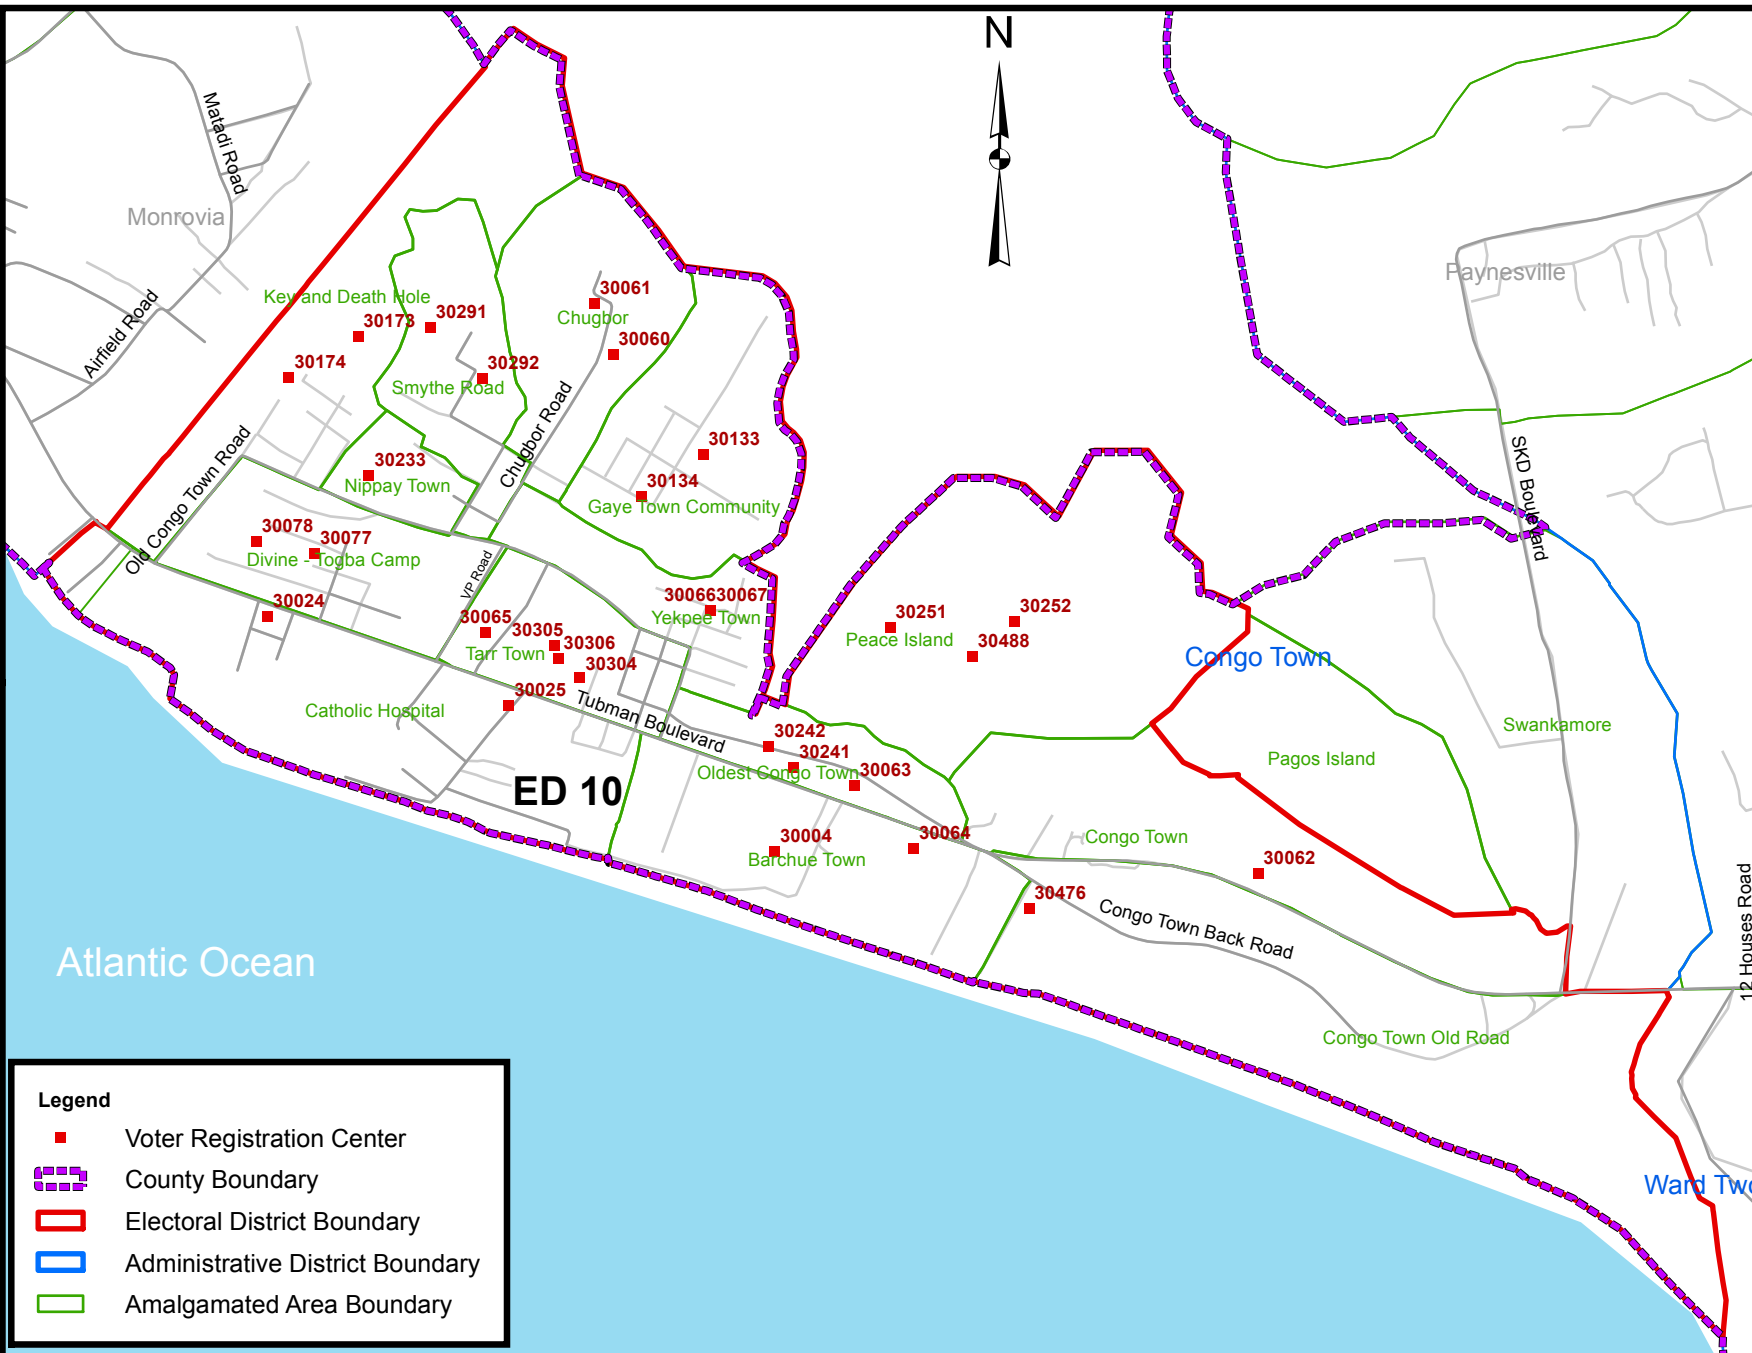 N
Matadi Road
Monrovia
Paynesville
Airfield Road
Key and Death Hole
30173
30291
30174
30292
Smythe Road
30061
Chugbor
30060
Chugbor Road
30133
30134
Gaye Town Community
30233
Nippay Town
Old Congo Town Road
30078
30077
Divine - Togba Camp
30024
VP Road
30065
30305
30306
Tarr Town
30304
30025
Catholic Hospital
Tubman Boulevard
30066
30067
Yekpee Town
30251
Peace Island
30252
30488
SKD Boulevard
Congo Town
Swankamore
Pagos Island
30242
30241
Oldest Congo Town
30063
ED 10
30004
Barchue Town
30064
Congo Town
30062
30476
Congo Town Back Road
12 Houses Road
Atlantic Ocean
Congo Town Old Road
Ward Two
Legend
Voter Registration Center
County Boundary
Electoral District Boundary
Administrative District Boundary
Amalgamated Area Boundary